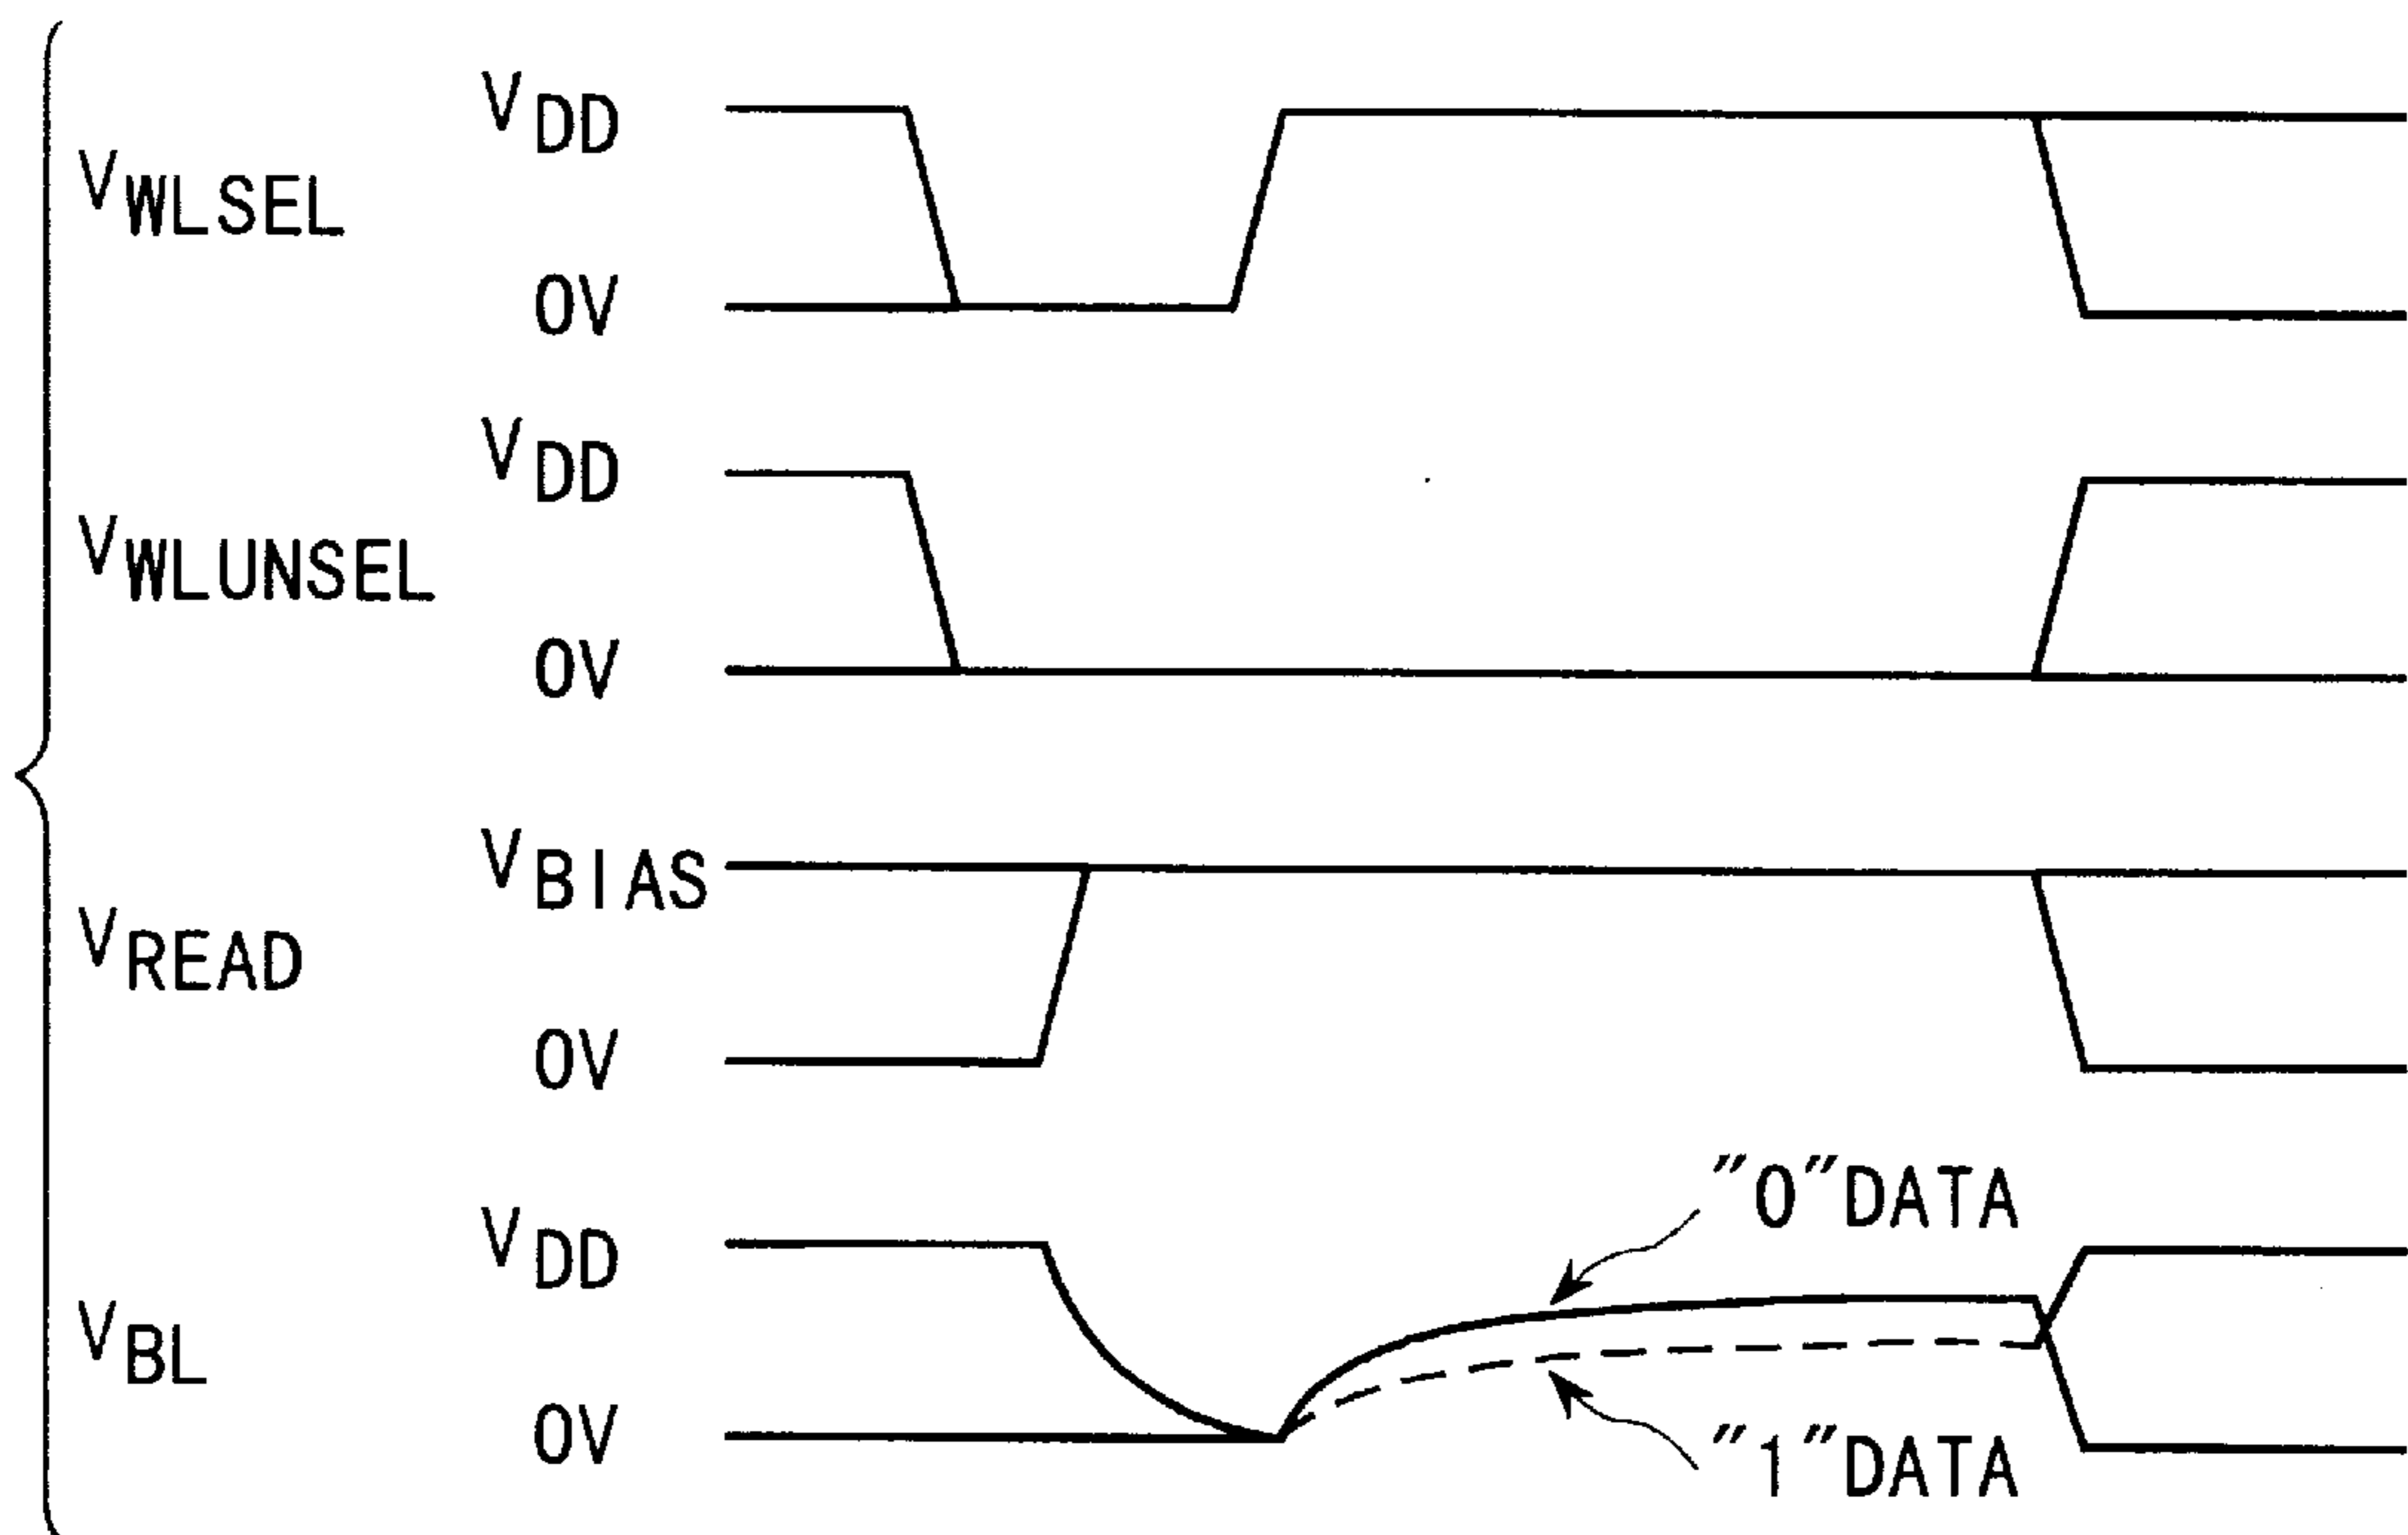 VDD
VWLSEL
0V
VDD
VWLUNSEL
0V
VBIAS
VREAD
0V
"0"DATA
VDD
VBL
0V
"1"DATA